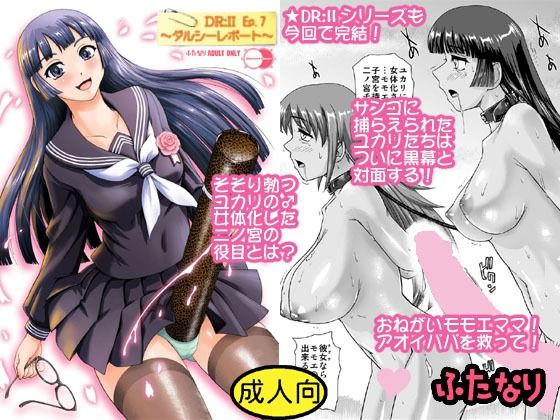 DR:II Ep.7
～ダルシーレポート～
ふたなり ADULT ONLY
そそり勃つ
ユカリの♂
女体化した
二ノ宮の
役目とは?
成人向
★DR:IIシリーズも
今回で完結!
サンゴに
捕らえられた
ユカリたちは
ついに黒幕と
対面する!
おねがいモモエママ!
アオイパパを救って!
ふたなり